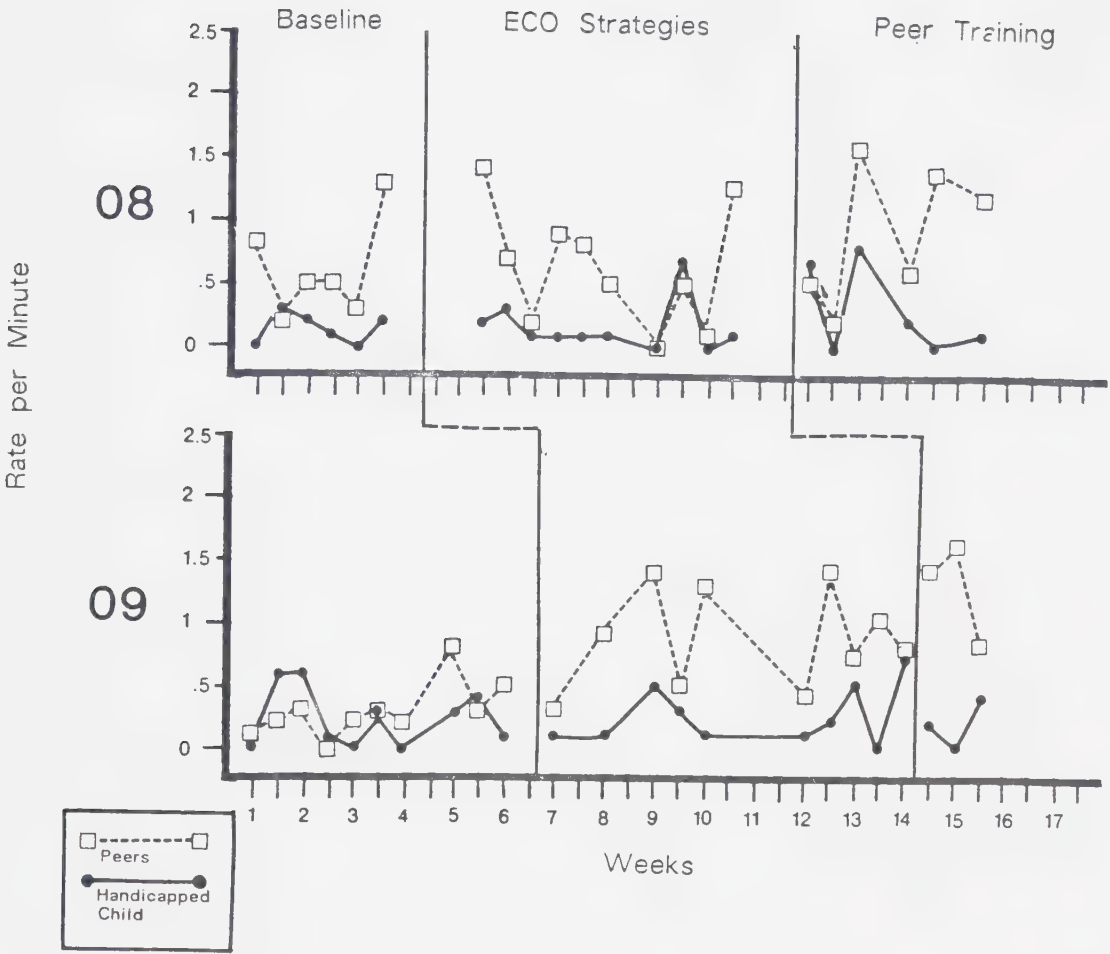 Baseline
ECO Strategies
Peer Training
Rate per Minute
08
2.5
2
1.5
1
.5
0
09
2.5
2
1.5
1
.5
0
1 2 3 4 5 6 7 8 9 10 11 12 13 14 15 16 17
Weeks
Peers
Handicapped
Child